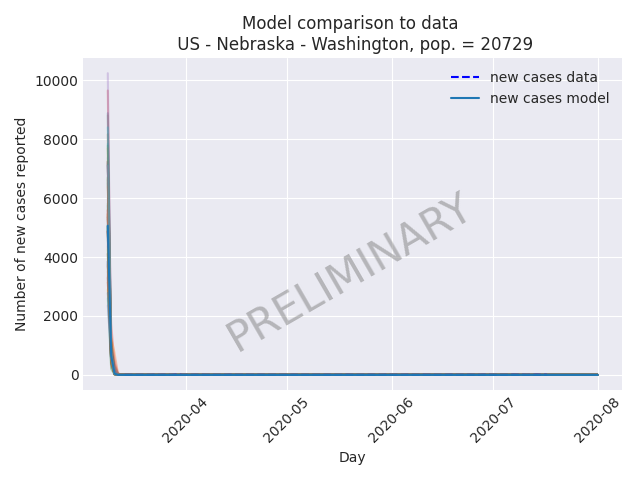 Model comparison to data
US - Nebraska - Washington, pop. = 20729
new cases data
new cases model
Number of new cases reported
10000
8000
6000
4000
2000
0
PRELIMINARY
2020-04
2020-05
2020-06
2020-07
2020-08
Day